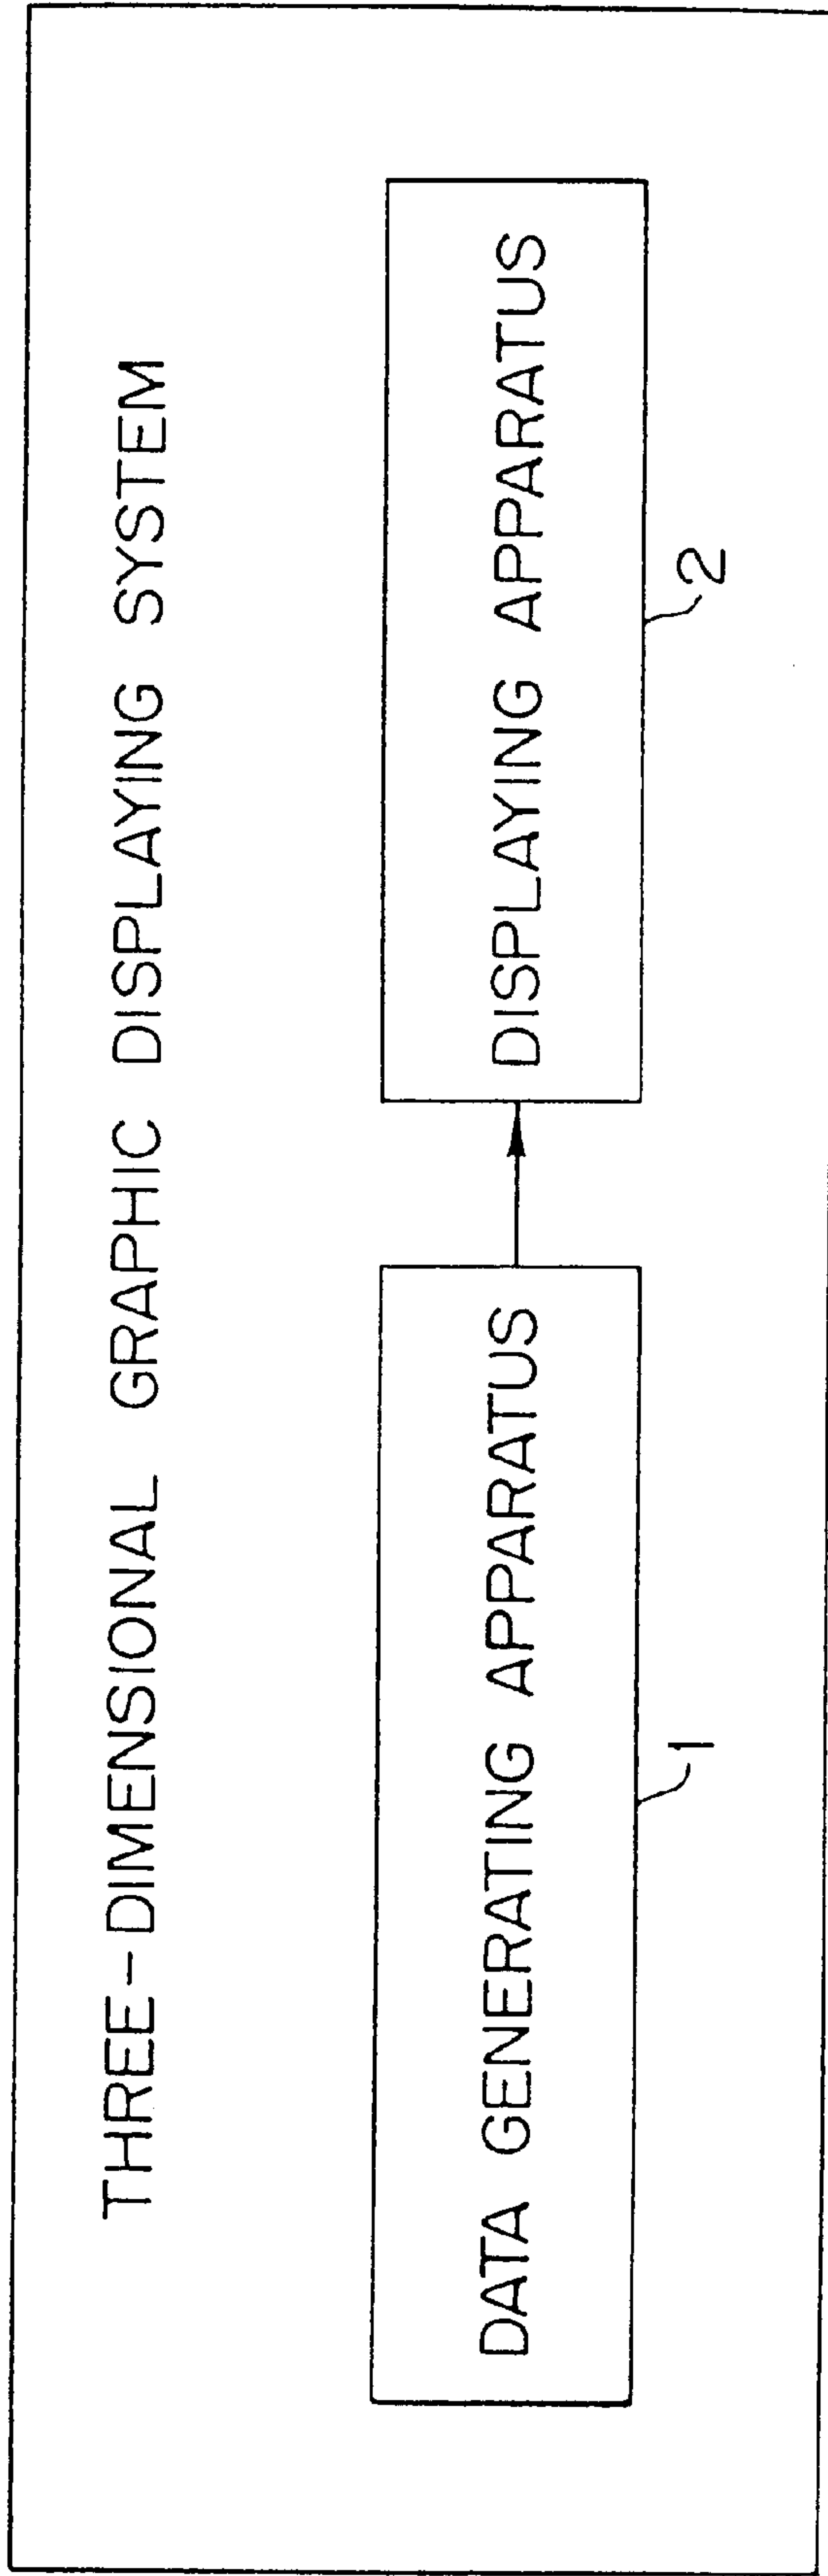 THREE-DIMENSIONAL GRAPHIC DISPLAYING SYSTEM
DATA GENERATING APPARATUS
1
DISPLAYING APPARATUS
2